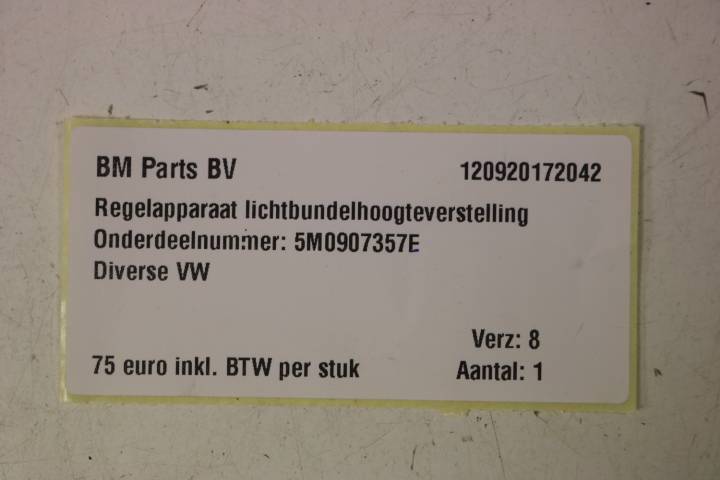 BM Parts BV 120920172042
Regelapparaat lichtbundelhoogteverstelling
Onderdeelnummer: 5M0907357E
Diverse VW
Verz: 8
75 euro inkl. BTW per stuk Aantal: 1